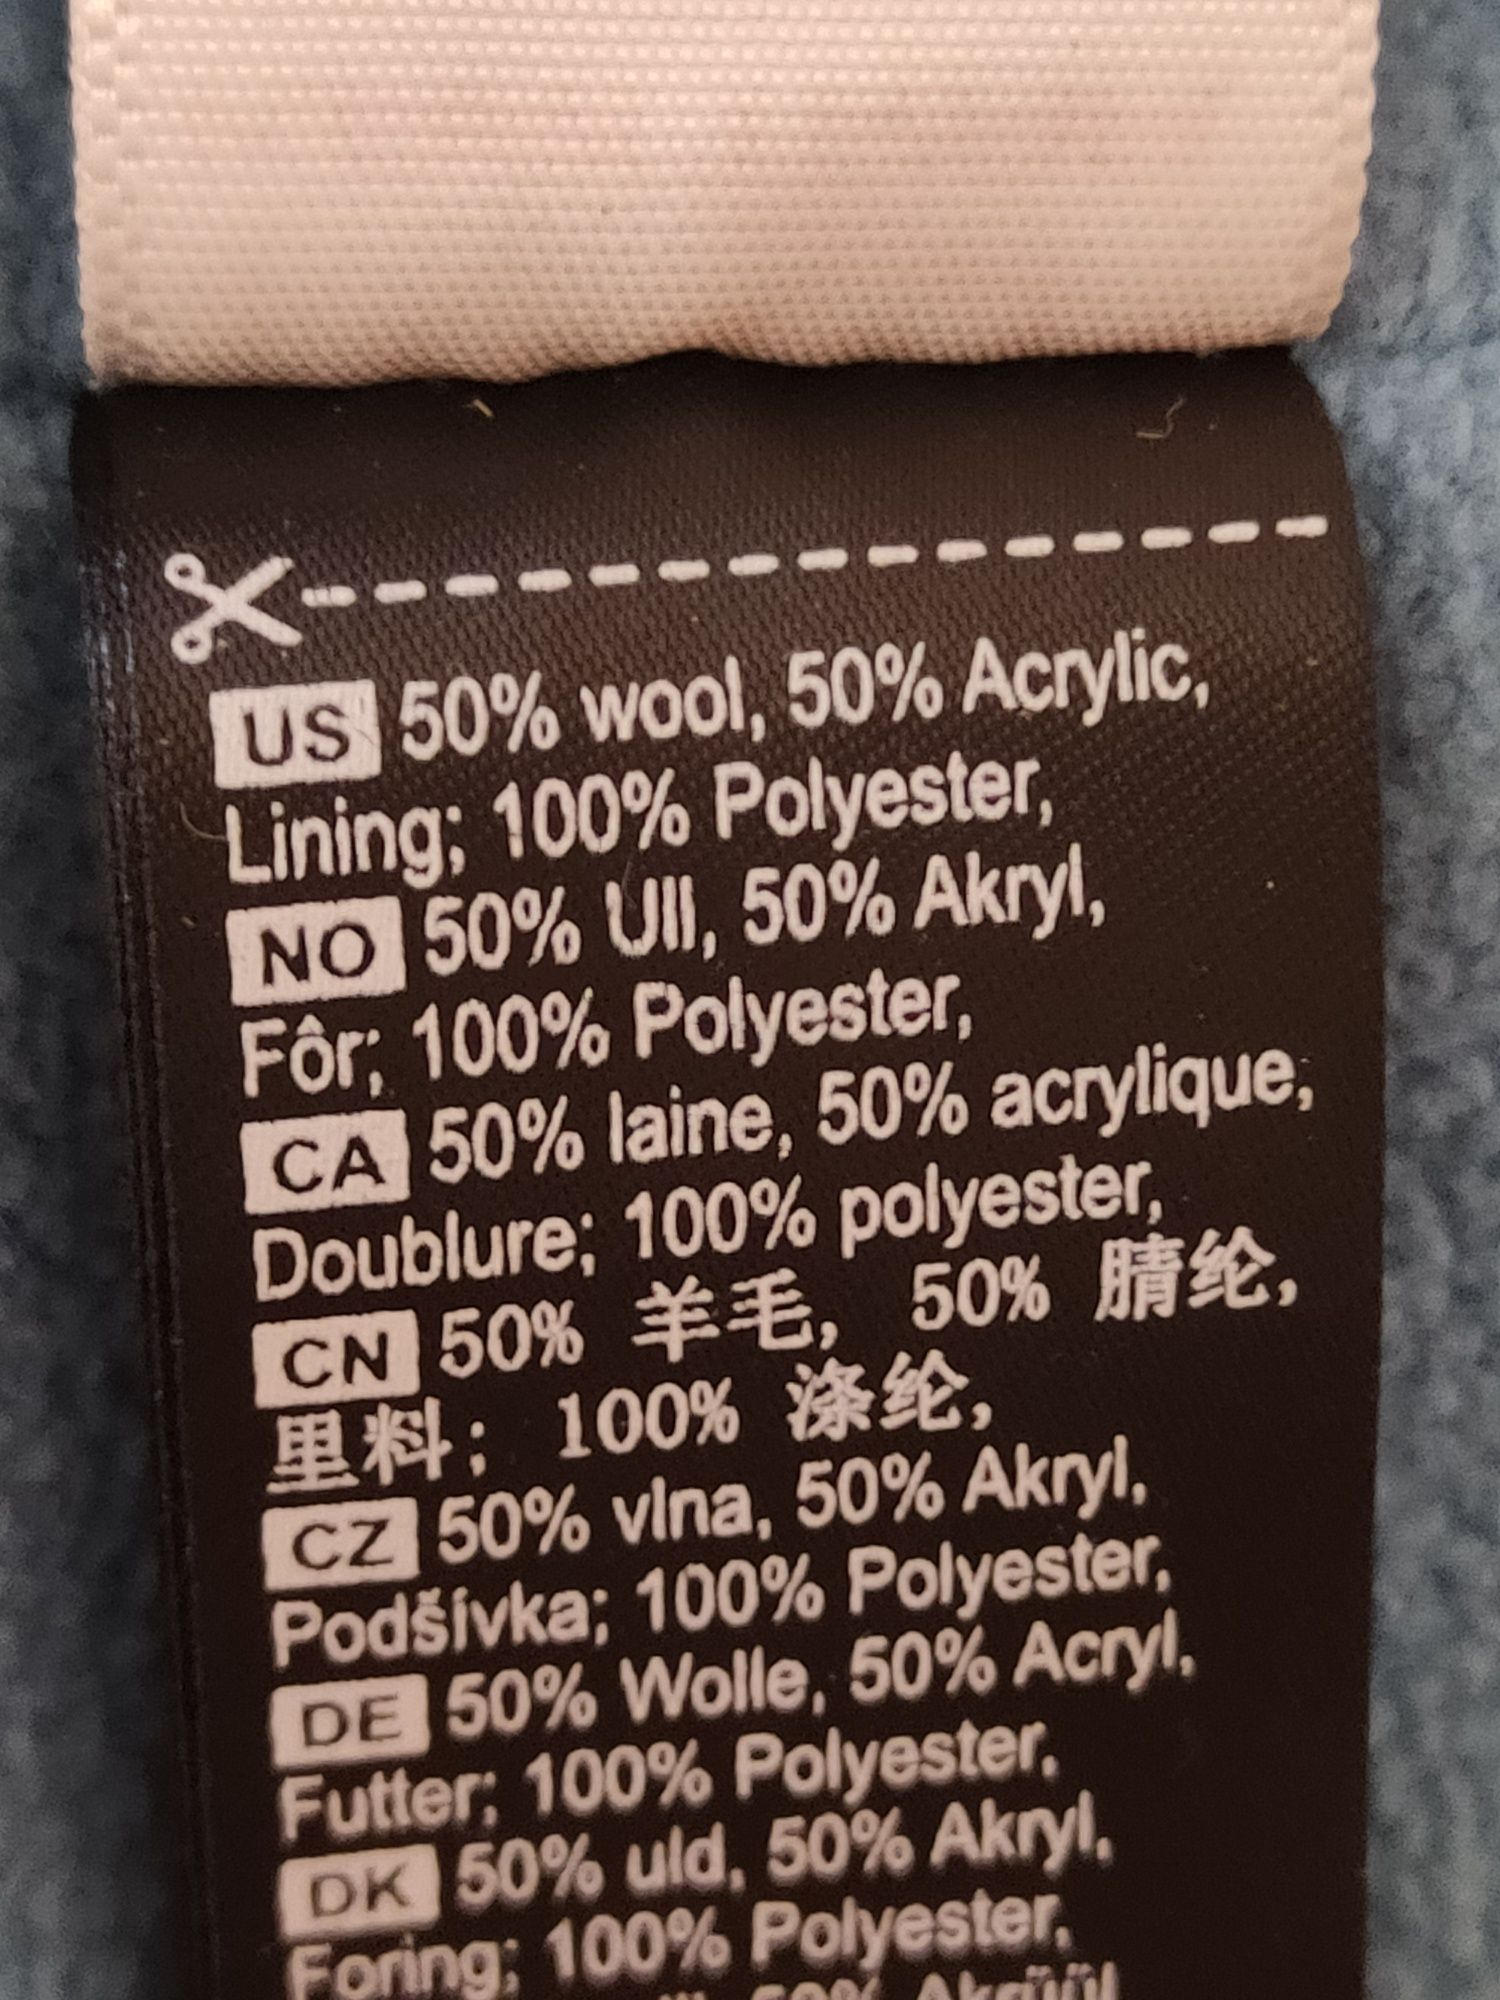 US 50% wool, 50% Acrylic,
Lining; 100% Polyester,
NO 50% Ull, 50% Akryl,
Fôr; 100% Polyester,
CA 50% laine, 50% acrylique,
Doublure; 100% polyester,
CN 50% 羊毛, 50% 腈纶,
里料; 100% 涤纶,
CZ 50% vlna, 50% Akryl,
Podšívka; 100% Polyester,
DE 50% Wolle, 50% Acryl,
Futter; 100% Polyester,
DK 50% uld, 50% Akryl,
Foring; 100% Polyester,
50% Akrüül